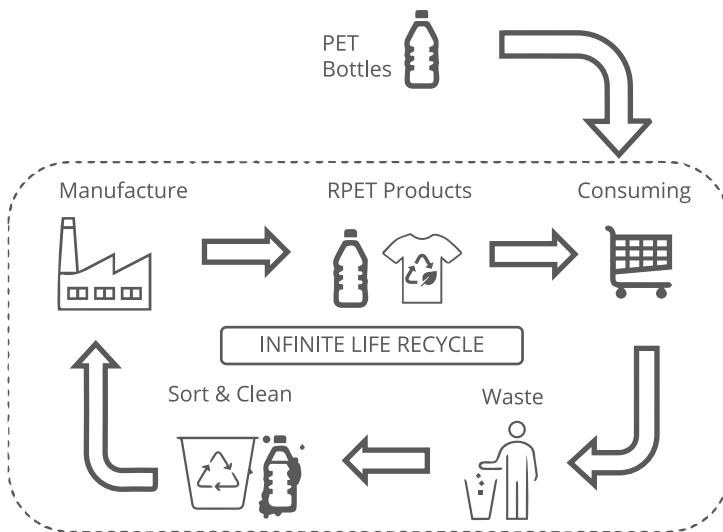 PET
Bottles
Manufacture
RPET Products
Consuming
INFINITE LIFE RECYCLE
Sort & Clean
Waste